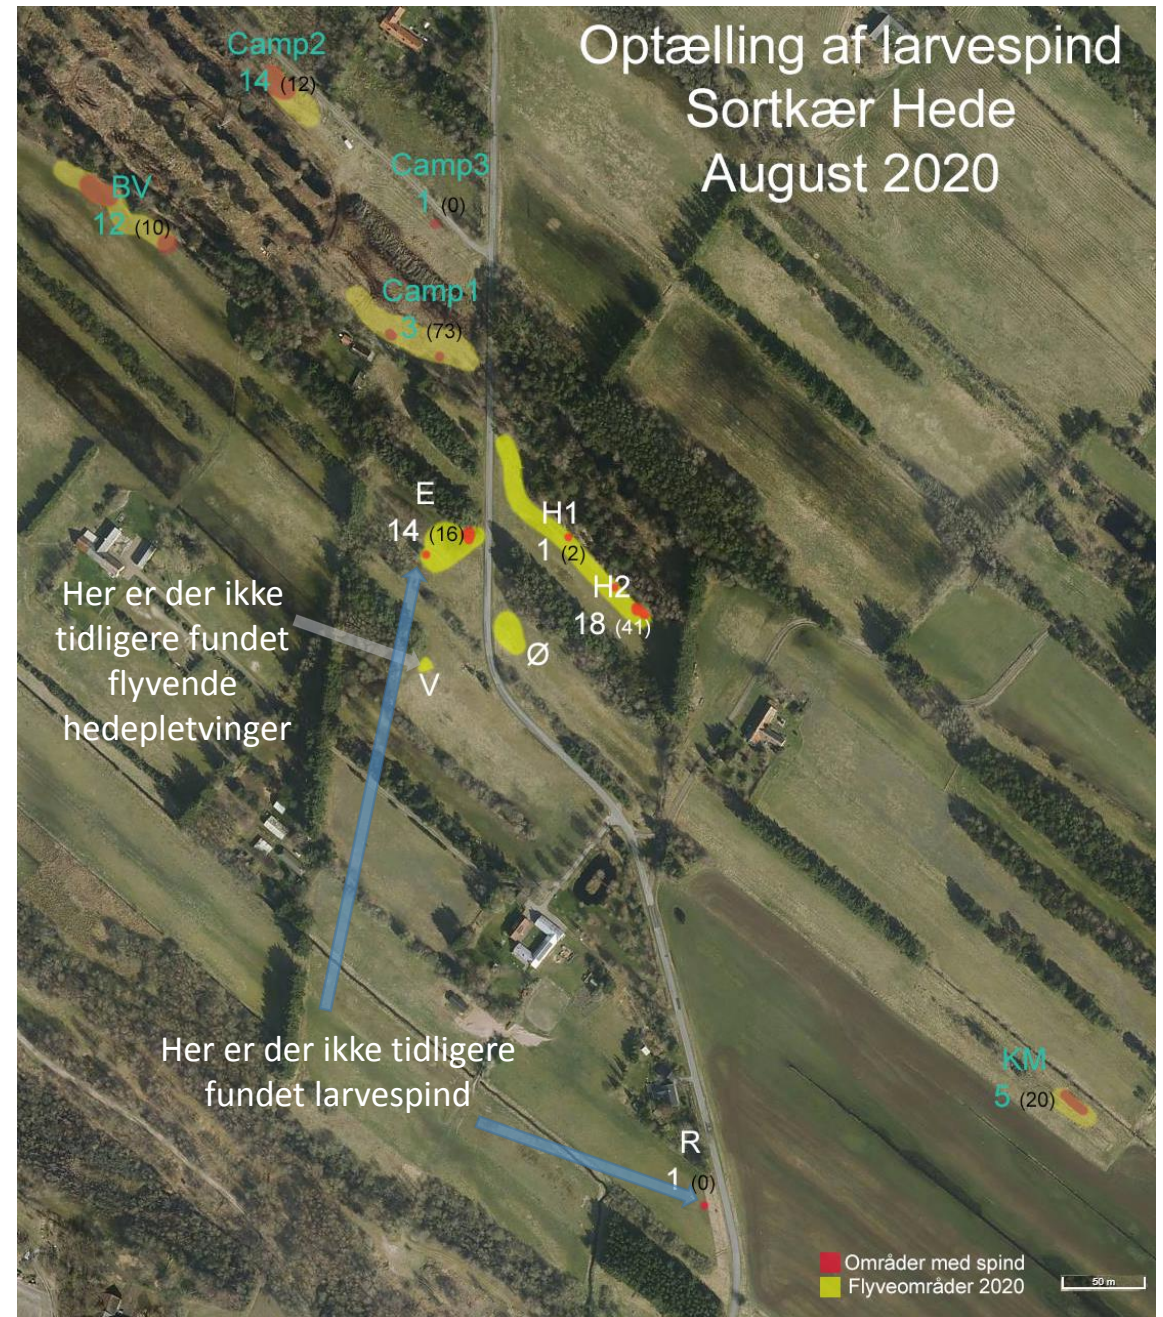 Optælling af larvespind
Sortkær Hede
August 2020
Camp2
14 (12)
Camp3
1 (0)
BV
12 (10)
Camp1
3 (73)
E
14 (16)
H1
1 (2)
H2
18 (41)
Ø
V
Her er der ikke
tidligere fundet
flyvende
hedepletvinger
Her er der ikke tidligere
fundet larvespind
KM
5 (20)
R
1 (0)
Områder med spind
Flyveområder 2020
50 m